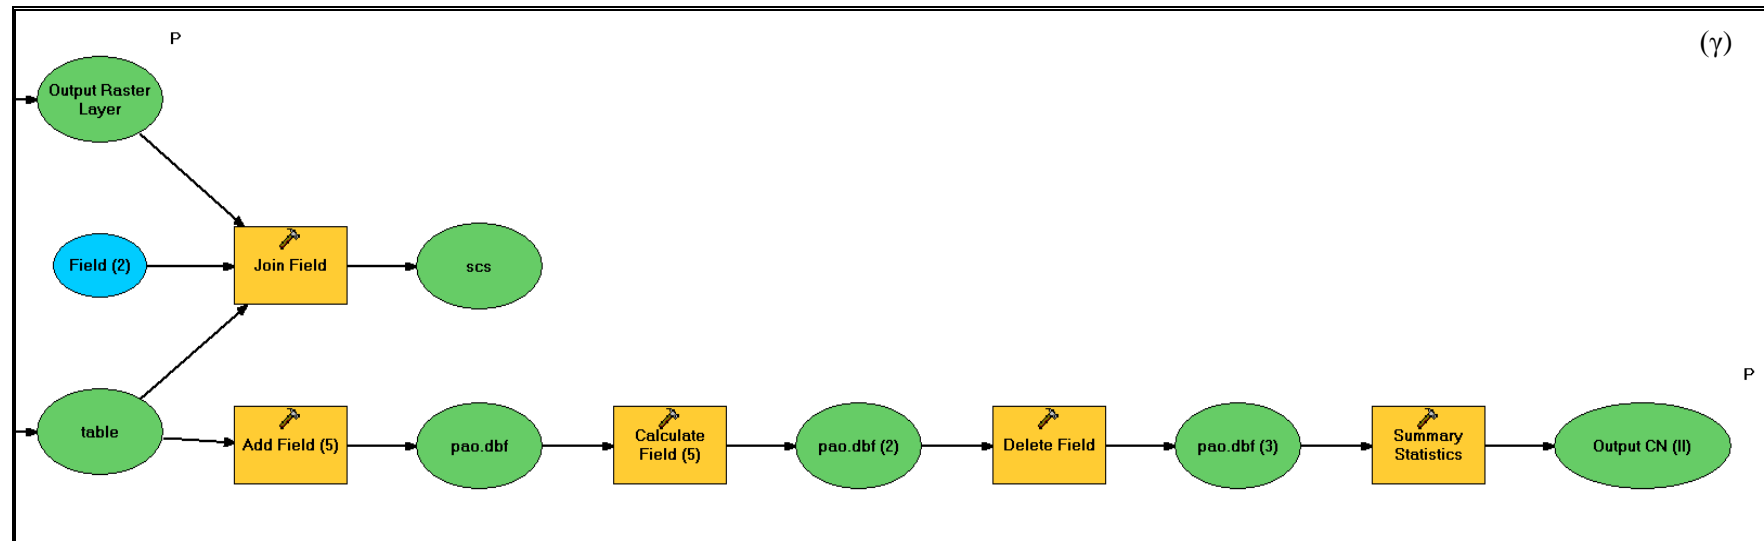 P
(γ)
Output Raster
Layer
Field (2)
Join Field
scs
P
table
Add Field (5)
pao.dbf
Calculate
Field (5)
pao.dbf (2)
Delete Field
pao.dbf (3)
Summary
Statistics
Output CN (II)